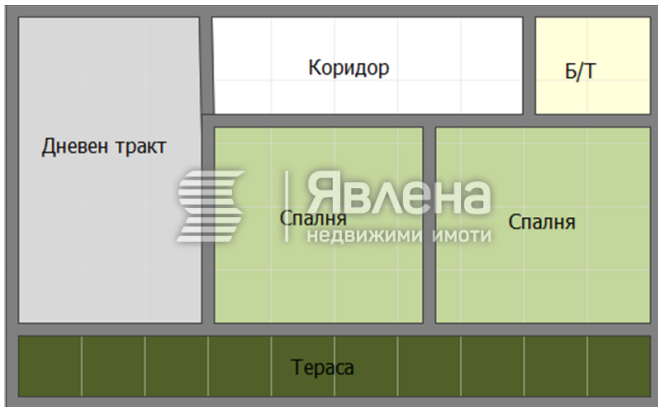 Коридор
Б/Т
Дневен тракт
Явлена
недвижими имоти
Спалня
Спалня
Тераса